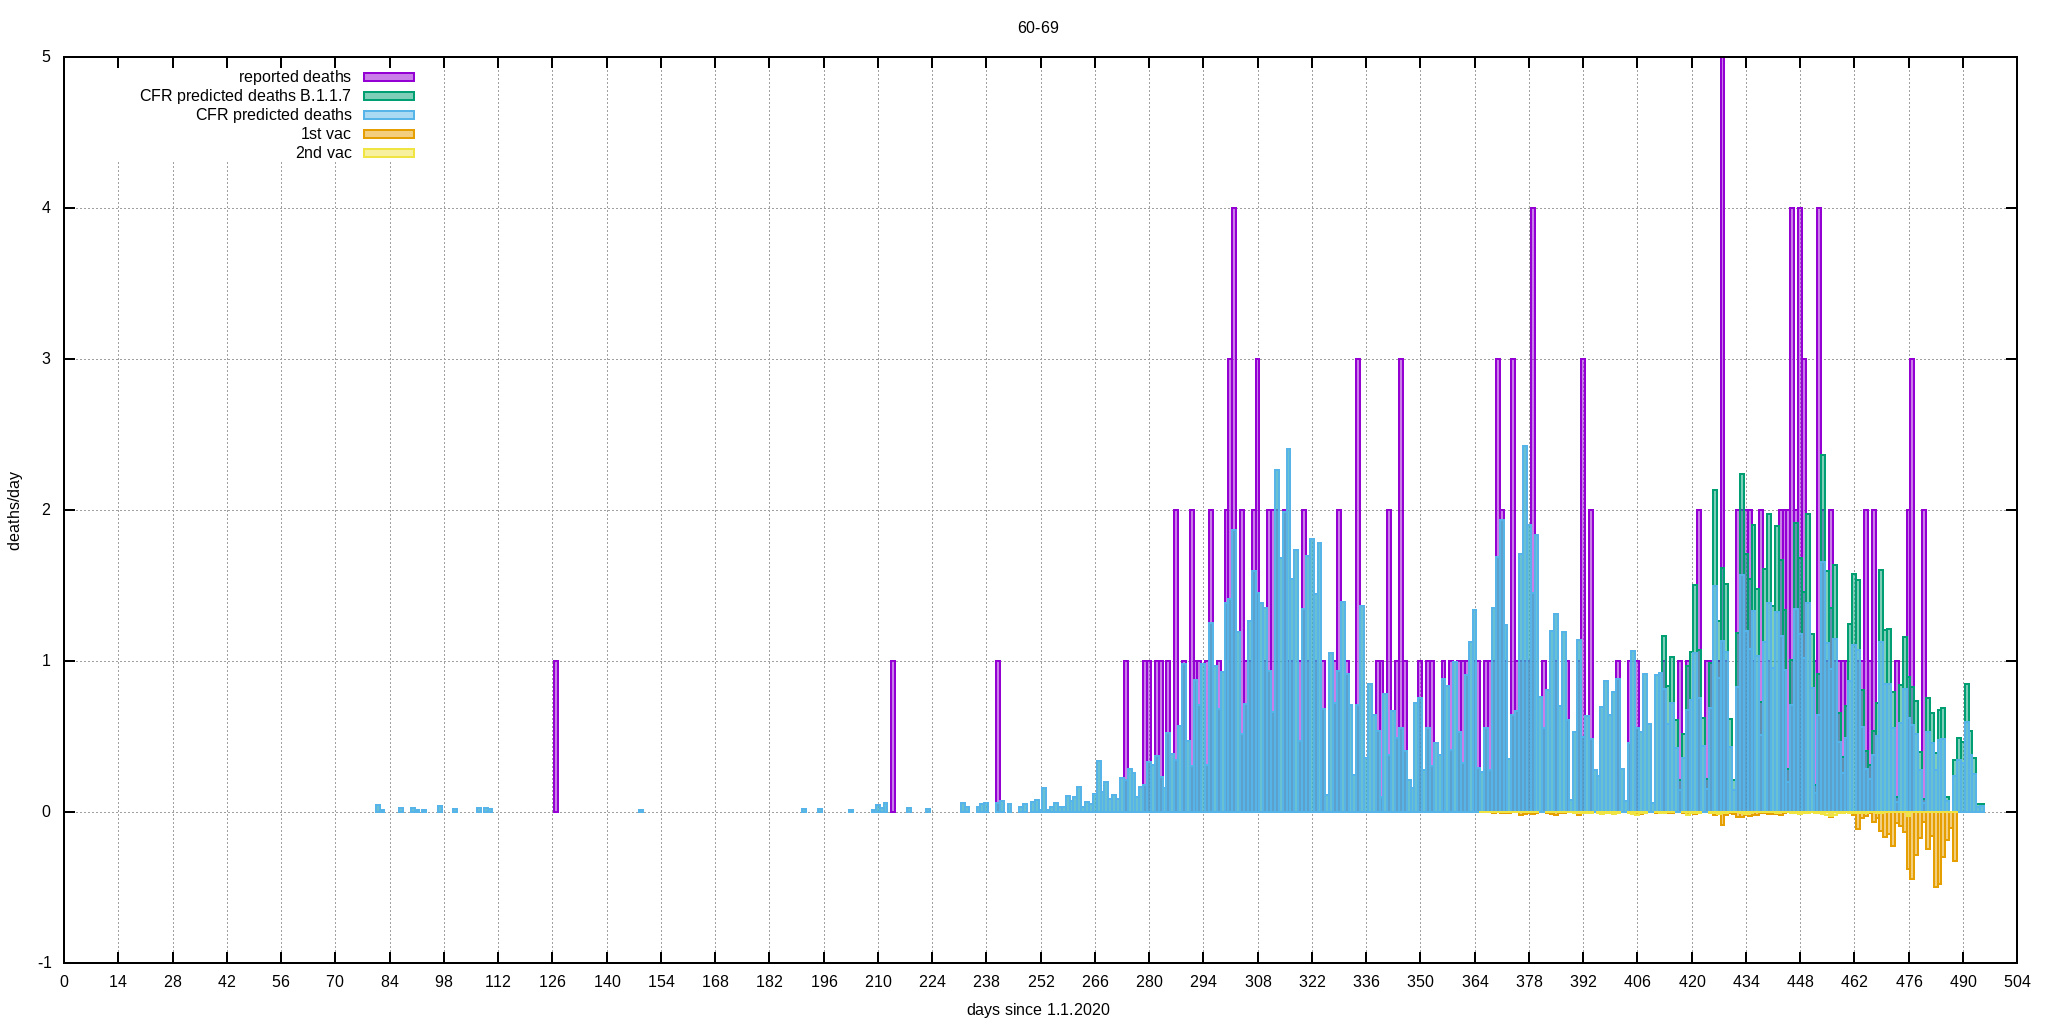 60-69
5
4
3
2
1
0
-1
deaths/day
reported deaths
CFR predicted deaths B.1.1.7
CFR predicted deaths
1st vac
2nd vac
0 14 28 42 56 70 84 98 112 126 140 154 168 182 196 210 224 238 252 266 280 294 308 322 336 350 364 378 392 406 420 434 448 462 476 490 504
days since 1.1.2020